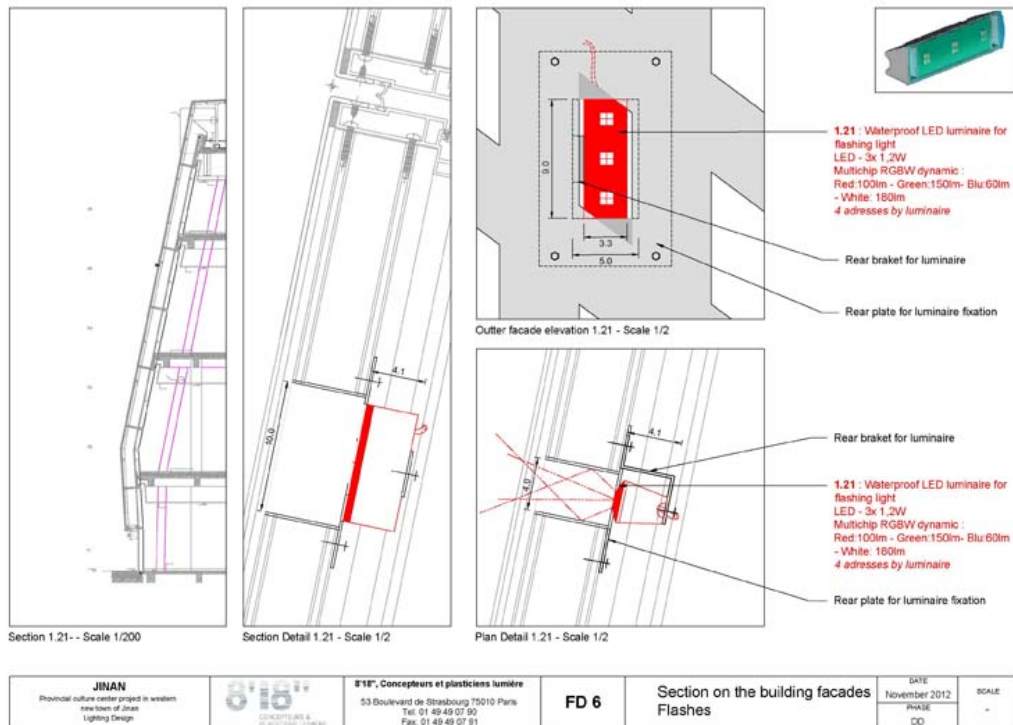 1.21 : Waterproof LED luminaire for
flashing light
LED - 3x 1,2W
Multichip RGBW dynamic :
Red:100lm - Green:150lm- Blu:60lm
- White: 180lm
4 adresses by luminaire
9.0
3.3
5.0
Rear braket for luminaire
Rear plate for luminaire fixation
Outter facade elevation 1.21 - Scale 1/2
4.1
10.0
4.1
4.0
Rear braket for luminaire
1.21 : Waterproof LED luminaire for
flashing light
LED - 3x 1,2W
Multichip RGBW dynamic :
Red:100lm - Green:150lm- Blu:60lm
- White: 180lm
4 adresses by luminaire
Rear plate for luminaire fixation
Section 1.21- - Scale 1/200
Section Detail 1.21 - Scale 1/2
Plan Detail 1.21 - Scale 1/2
JINAN
Provincial culture center project in western
new town of Jinan
Lighting Design
8'18"
CONCEPTEURS &
8'18", Concepteurs et plasticiens lumière
53 Boulevard de Strasbourg 75010 Paris
Tel: 01 49 49 07 90
Fax: 01 49 49 07 91
FD 6
Section on the building facades
Flashes
DATE
November 2012
PHASE
DD
SCALE
-